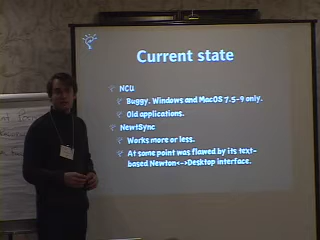 Current state
NCU
Buggy. Windows and MacOS 7.5-9 only.
Old applications.
NewtSync
Works more or less.
At some point was flawed by its text-
based Newton<->Desktop interface.